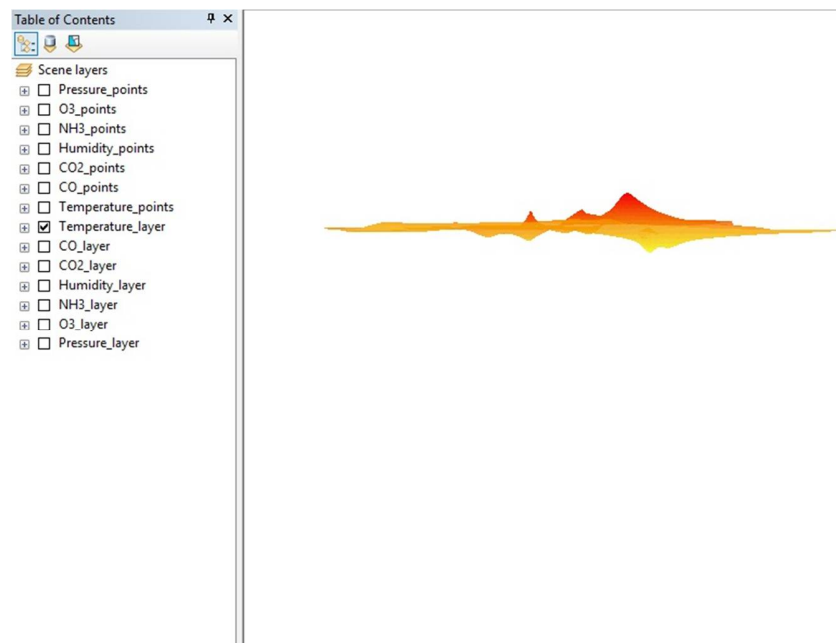 Table of Contents
Scene layers
Pressure_points
O3_points
NH3_points
Humidity_points
CO2_points
CO_points
Temperature_points
Temperature_layer
CO_layer
CO2_layer
Humidity_layer
NH3_layer
O3_layer
Pressure_layer